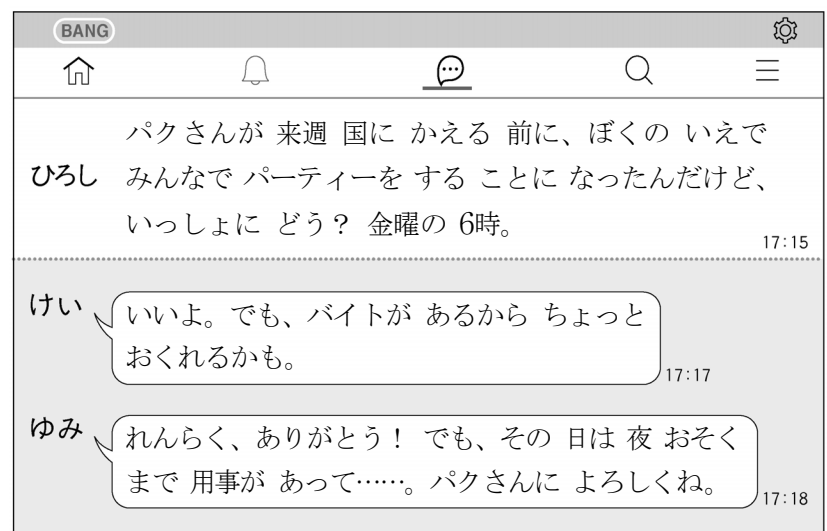 BANG
パクさんが 来週 国に かえる 前に、ぼくの いえで
ひろし みんなで パーティーを する ことに なったんだけど、
いっしょに どう？ 金曜の 6時。
17:15
けい
いいよ。でも、バイトが あるから ちょっと
おくれるかも。
17:17
ゆみ
れんらく、ありがとう！ でも、その 日は 夜 おそく
まで 用事が あって……。パクさんに よろしくね。
17:18